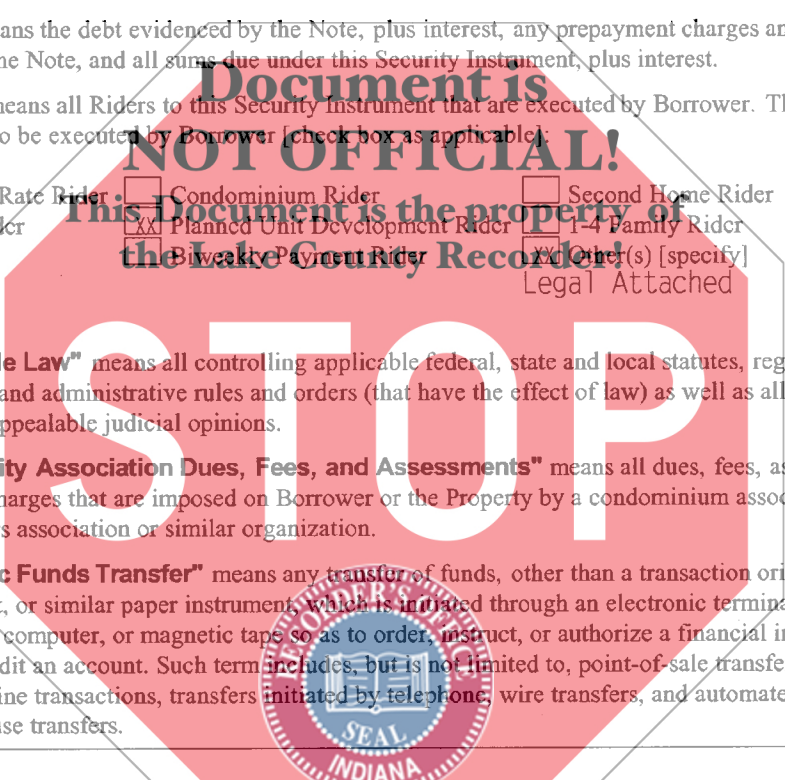 ans the debt evidenced by the Note, plus interest, any prepayment charges an
he Note, and all sums due under this Security Instrument, plus interest.
Document is
means all Riders to this Security Instrument that are executed by Borrower. Th
o be executed by Borrower [check box as applicable]:
NOT OFFICIAL!
Rate Rider Condominium Rider Second Home Rider
This Document is the property of
der XX Planned Unit Development Rider 1-4 Family Rider
the Lake County Recorder!
Biweekly Payment Rider XX Other(s) [specify]
Legal Attached
STOP
le Law" means all controlling applicable federal, state and local statutes, reg
and administrative rules and orders (that have the effect of law) as well as all
appealable judicial opinions.
ity Association Dues, Fees, and Assessments" means all dues, fees, as
harges that are imposed on Borrower or the Property by a condominium assoc
s association or similar organization.
c Funds Transfer" means any transfer of funds, other than a transaction ori
, or similar paper instrument, which is initiated through an electronic termina
computer, or magnetic tape so as to order, instruct, or authorize a financial in
dit an account. Such term includes, but is not limited to, point-of-sale transfe
ine transactions, transfers initiated by telephone, wire transfers, and automate
use transfers.
RECORDER'S OFFICE
SEAL
INDIANA